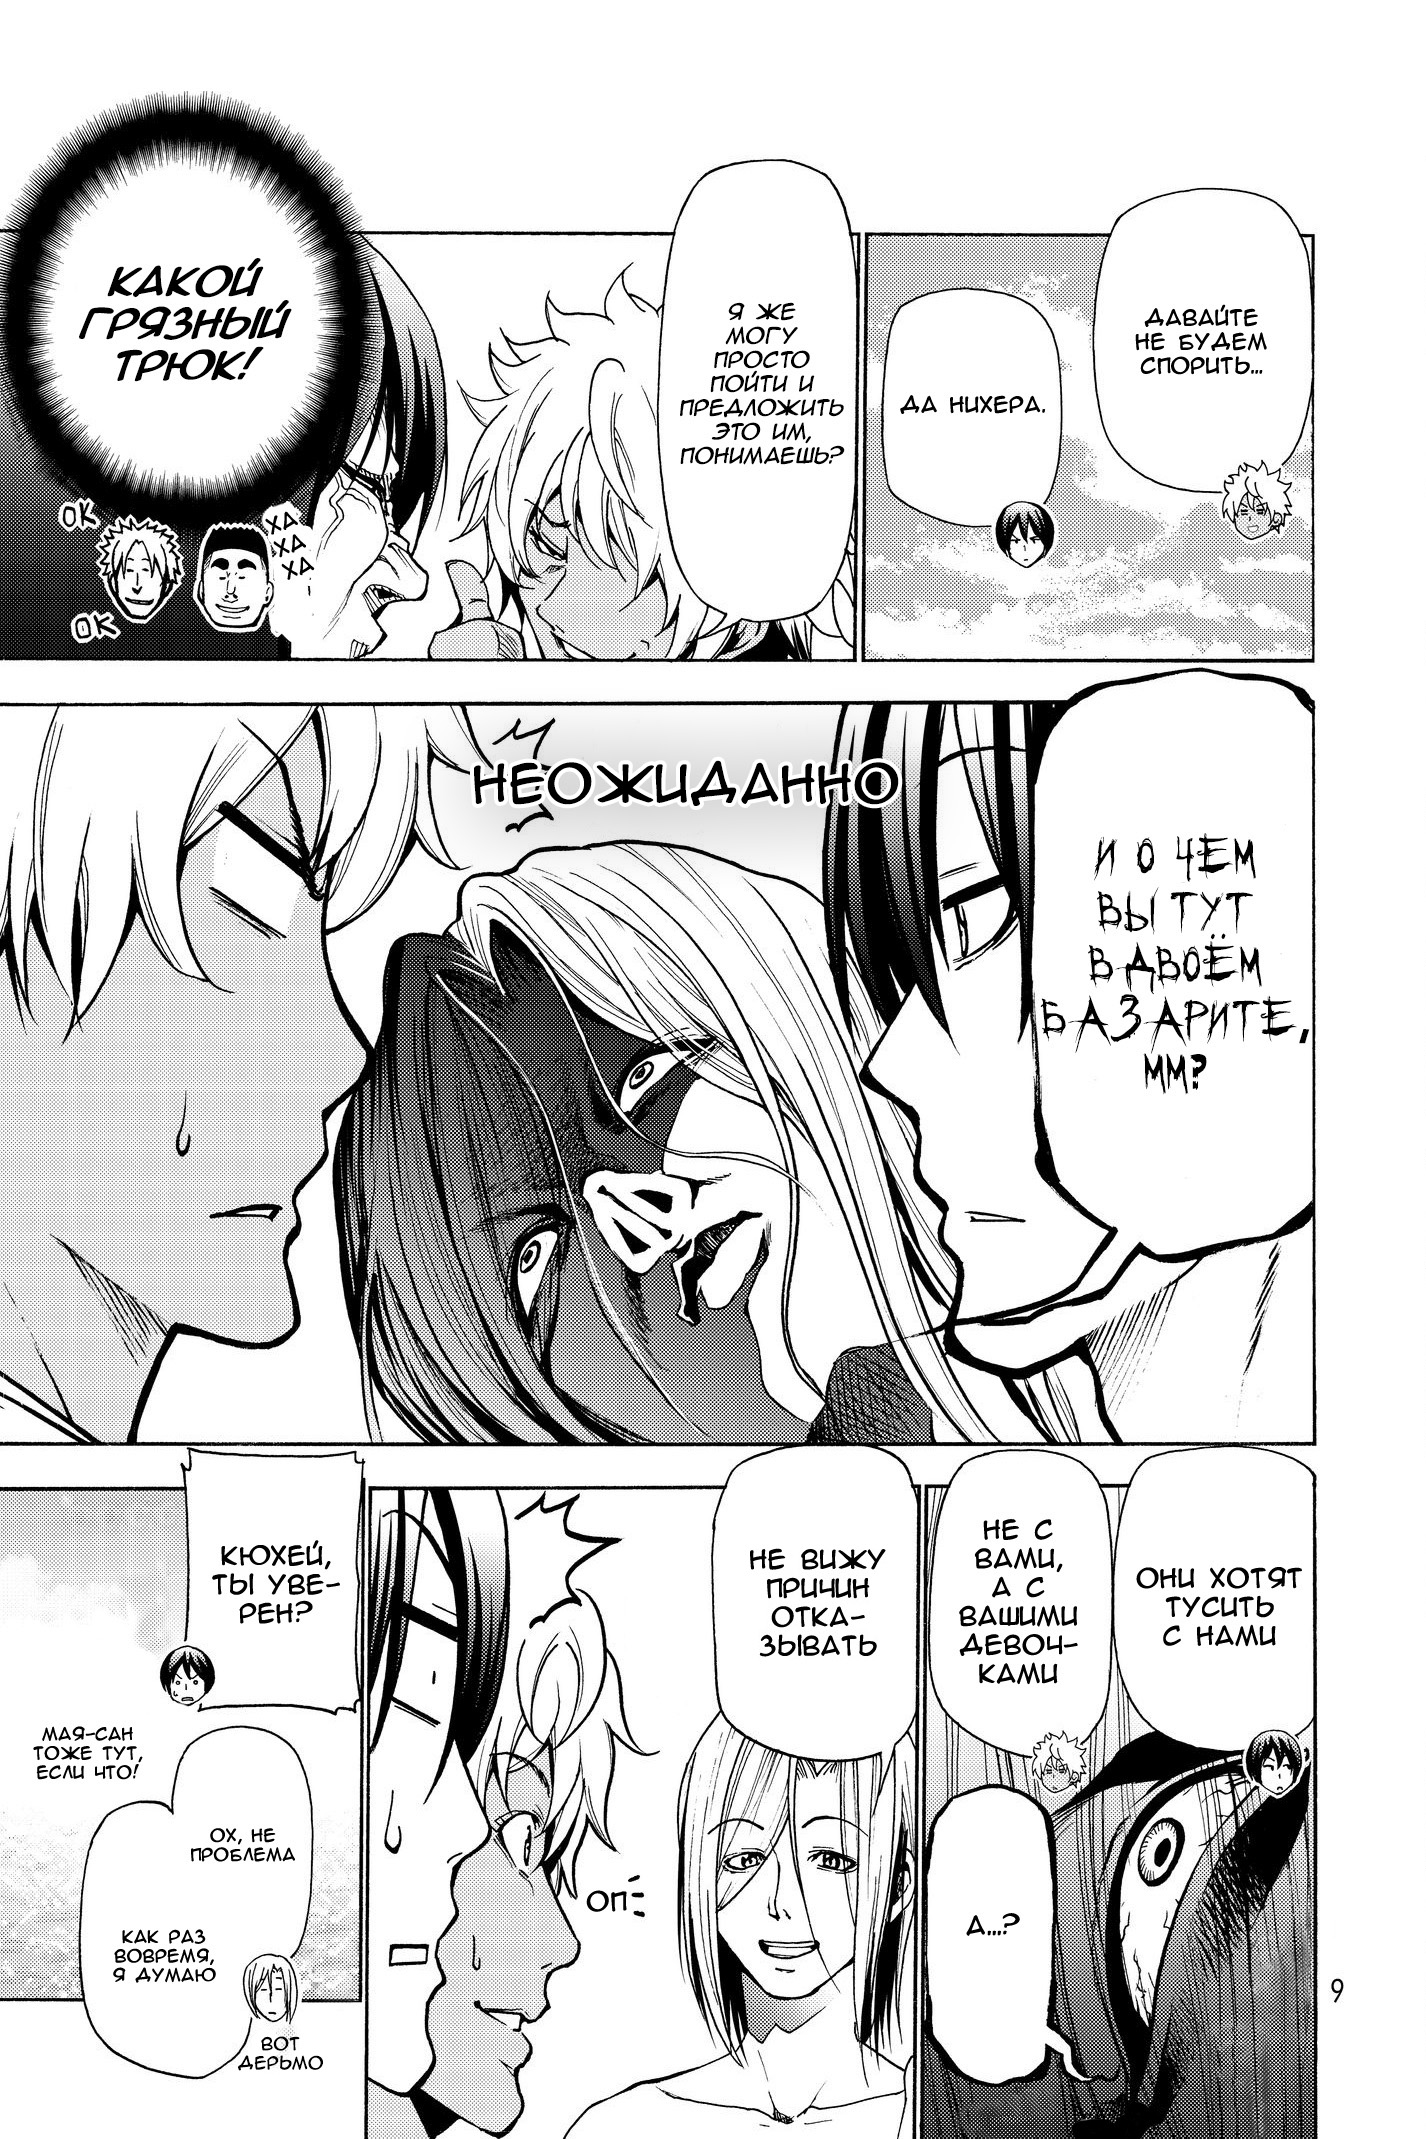 ДАВАЙТЕ
НЕ БУДЕМ
СПОРИТЬ...
ДА НИХЕРА.
Я ЖЕ
МОГУ
ПРОСТО
ПОЙТИ И
ПРЕДЛОЖИТЬ
ЭТО ИМ,
ПОНИМАЕШЬ?
КАКОЙ
ГРЯЗНЫЙ
ТРЮК!
ОК
ОК
ХА
ХА
ХА
И О ЧЕМ
ВЫ ТУТ
ВДВОЁМ
БАЗАРИТЕ,
ММ?
НЕОЖИДАННО
ОНИ ХОТЯТ
ТУСИТЬ
С НАМИ
НЕ С
ВАМИ,
А С
ВАШИМИ
ДЕВОЧ-
КАМИ
А...?
НЕ ВИЖУ
ПРИЧИН
ОТКА-
ЗЫВАТЬ
ОП
КЮХЕЙ,
ТЫ УВЕ-
РЕН?
МАЯ-САН
ТОЖЕ ТУТ,
ЕСЛИ ЧТО!
ОХ, НЕ
ПРОБЛЕМА
КАК РАЗ
ВОВРЕМЯ,
Я ДУМАЮ
ВОТ
ДЕРЬМО
9